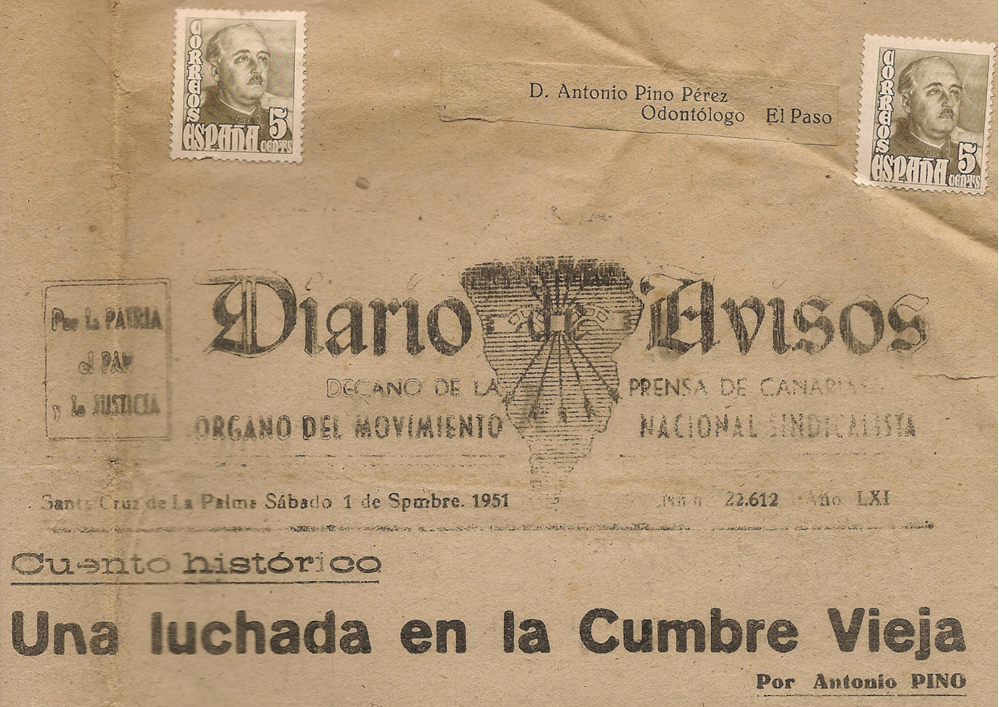 CORREOS
ESPAÑA 5 CENTS
D. Antonio Pino Pérez
Odontólogo El Paso
CORREOS
ESPAÑA 5 CENTS
Por La PATRIA
el PAN
y La JUSTICIA
Diario de Avisos
DECANO DE LA PRENSA DE CANARIAS
ORGANO DEL MOVIMIENTO NACIONAL-SINDICALISTA
Santa Cruz de La Palma Sábado 1 de Spmbre. 1951 Núm. 22.612 Año LXI
Cuento histórico
Una luchada en la Cumbre Vieja
Por Antonio PINO